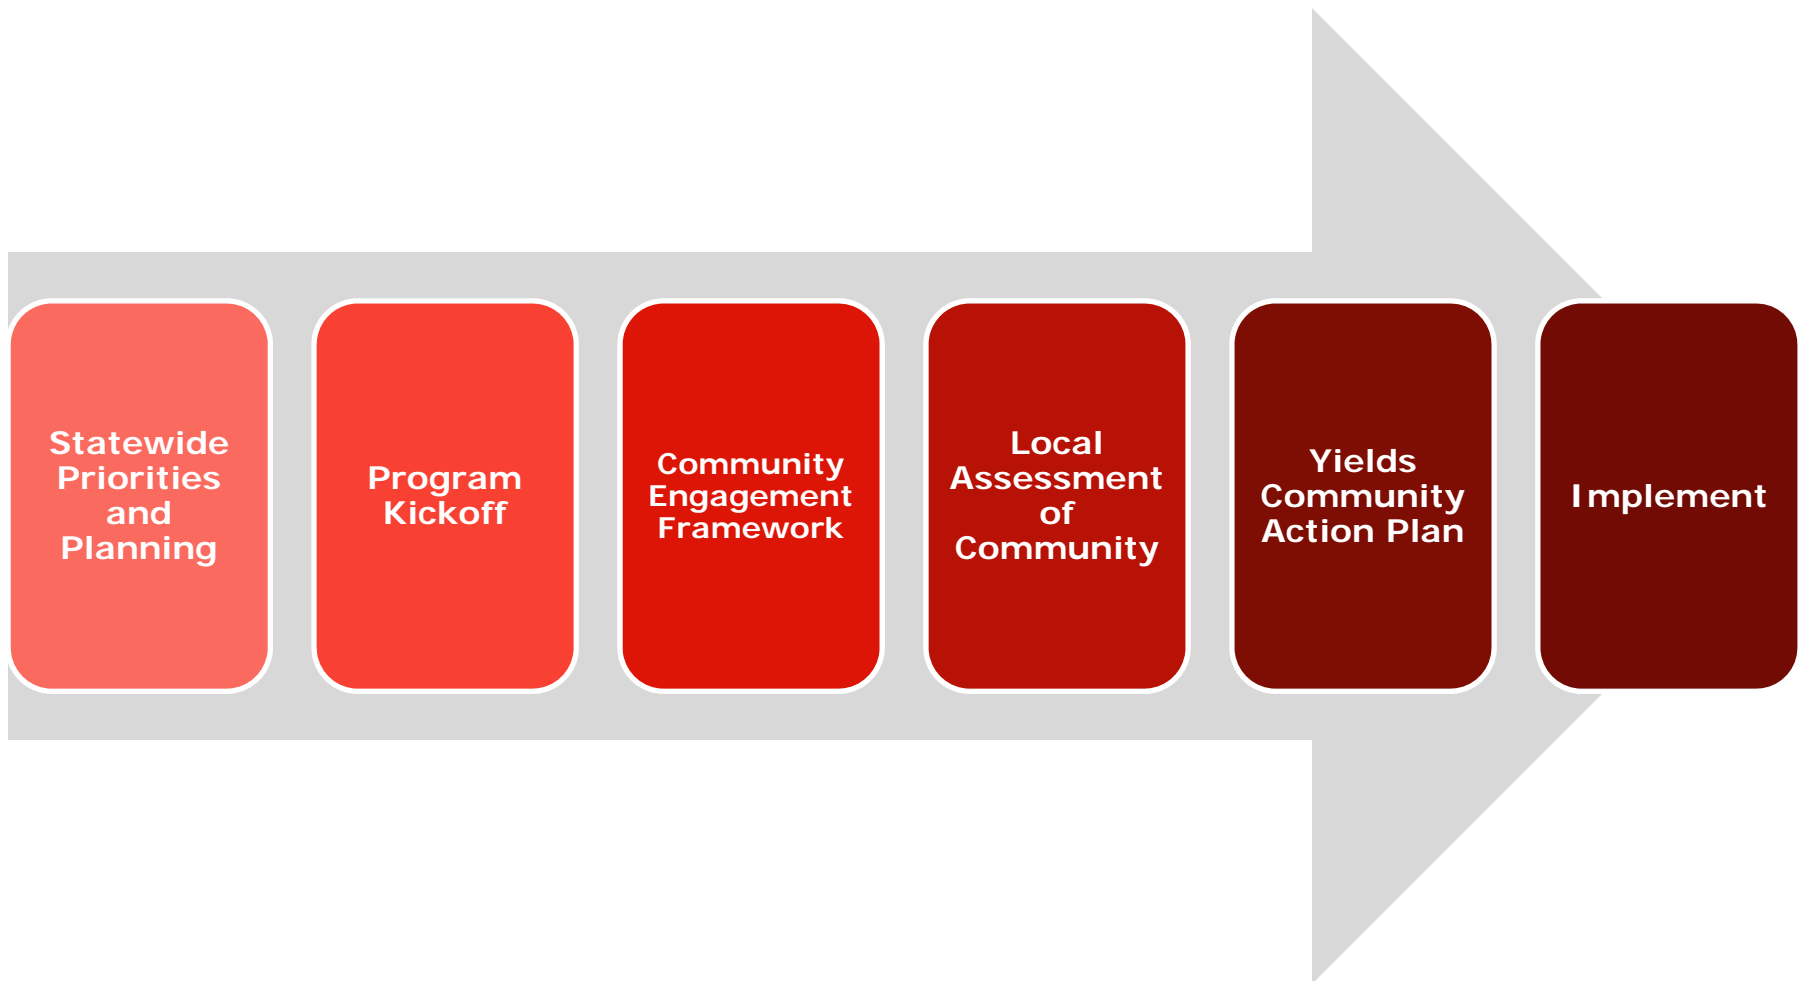 Statewide
Priorities
and
Planning
Program
Kickoff
Community
Engagement
Framework
Local
Assessment
of
Community
Yields
Community
Action Plan
Implement